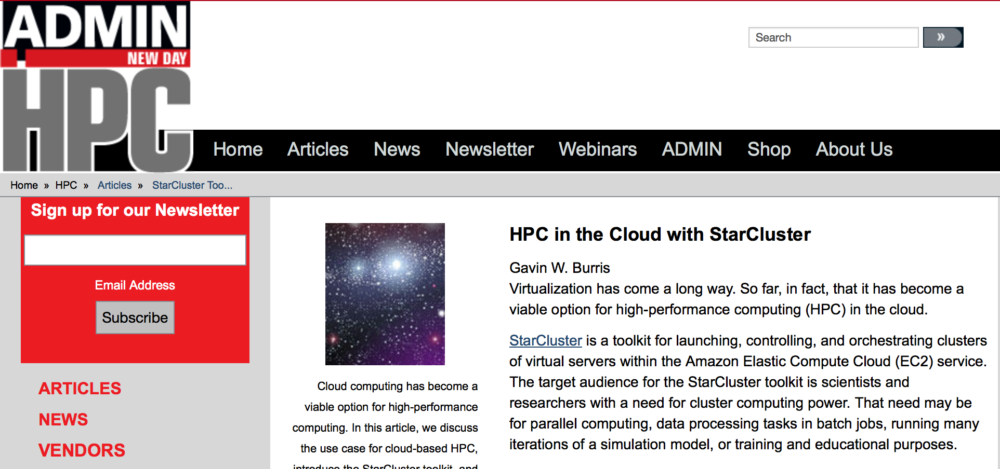 ADMIN
NEW DAY
HPC
Search
»
Home Articles News Newsletter Webinars ADMIN Shop About Us
Home » HPC » Articles » StarCluster Too...
Sign up for our Newsletter
Email Address
Subscribe
ARTICLES
NEWS
VENDORS
Cloud computing has become a
viable option for high-performance
computing. In this article, we discuss
the use case for cloud-based HPC,
introduce the StarCluster toolkit, and
HPC in the Cloud with StarCluster
Gavin W. Burris
Virtualization has come a long way. So far, in fact, that it has become a
viable option for high-performance computing (HPC) in the cloud.
StarCluster is a toolkit for launching, controlling, and orchestrating clusters
of virtual servers within the Amazon Elastic Compute Cloud (EC2) service.
The target audience for the StarCluster toolkit is scientists and
researchers with a need for cluster computing power. That need may be
for parallel computing, data processing tasks in batch jobs, running many
iterations of a simulation model, or training and educational purposes.